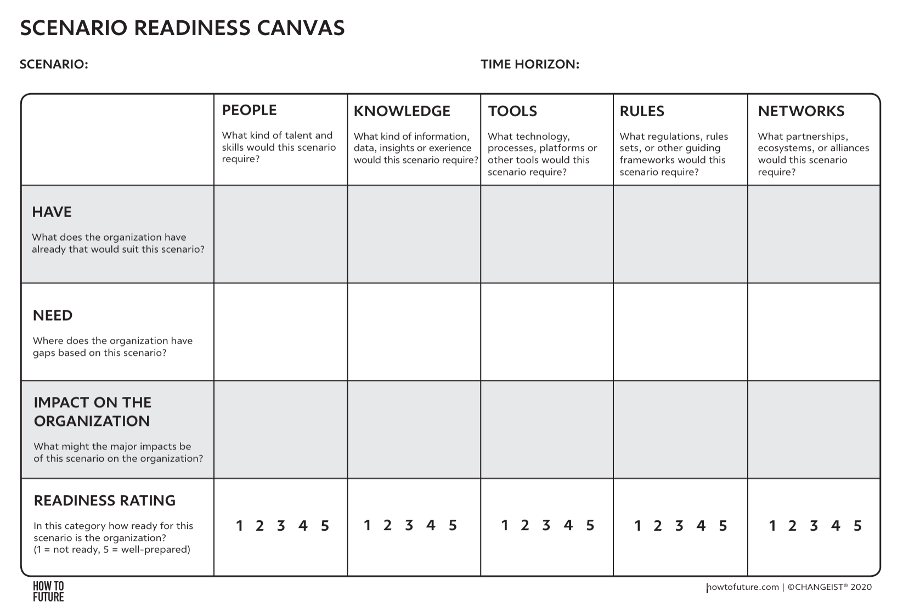 SCENARIO READINESS CANVAS
SCENARIO:
TIME HORIZON:
PEOPLE
What kind of talent and
skills would this scenario
require?
KNOWLEDGE
What kind of information,
data, insights or exerience
would this scenario require?
TOOLS
What technology,
processes, platforms or
other tools would this
scenario require?
RULES
What regulations, rules
sets, or other guiding
frameworks would this
scenario require?
NETWORKS
What partnerships,
ecosystems, or alliances
would this scenario
require?
HAVE
What does the organization have
already that would suit this scenario?
NEED
Where does the organization have
gaps based on this scenario?
IMPACT ON THE
ORGANIZATION
What might the major impacts be
of this scenario on the organization?
READINESS RATING
In this category how ready for this
scenario is the organization?
(1 = not ready, 5 = well-prepared)
1 2 3 4 5
1 2 3 4 5
1 2 3 4 5
1 2 3 4 5
1 2 3 4 5
HOW TO
FUTURE
howtofuture.com | ©CHANGEIST® 2020